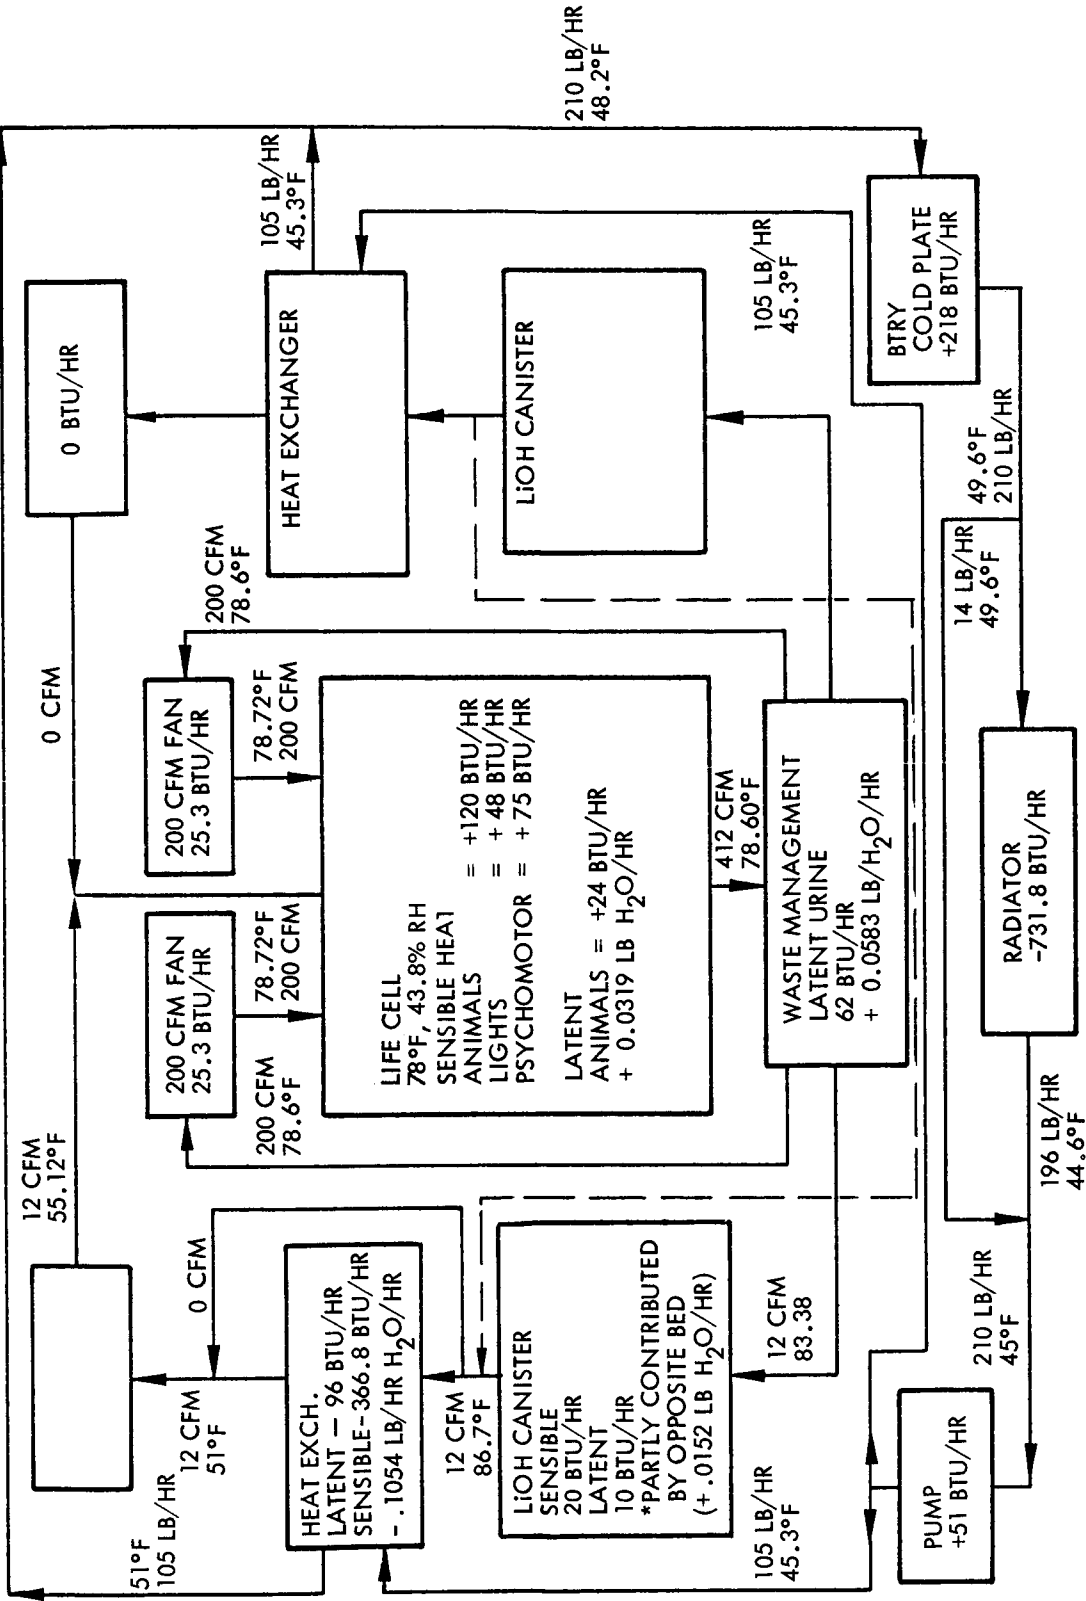 210 LB/HR
48.2°F
105 LB/HR
45.3°F
0 BTU/HR
HEAT EXCHANGER
LiOH CANISTER
105 LB/HR
45.3°F
BTRY
COLD PLATE
+218 BTU/HR
49.6°F
210 LB/HR
14 LB/HR
49.6°F
0 CFM
200 CFM
78.6°F
200 CFM FAN
25.3 BTU/HR
78.72°F
200 CFM
200 CFM FAN
25.3 BTU/HR
78.72°F
200 CFM
200 CFM
78.6°F
LIFE CELL
78°F, 43.8% RH
SENSIBLE HEAT
ANIMALS = +120 BTU/HR
LIGHTS = + 48 BTU/HR
PSYCHOMOTOR = + 75 BTU/HR
LATENT
ANIMALS = +24 BTU/HR
+ 0.0319 LB H2O/HR
412 CFM
78.60°F
WASTE MANAGEMENT
LATENT URINE
62 BTU/HR
+ 0.0583 LB/H2O/HR
RADIATOR
-731.8 BTU/HR
196 LB/HR
44.6°F
12 CFM
55.12°F
0 CFM
12 CFM
51°F
51°F
105 LB/HR
HEAT EXCH.
LATENT — 96 BTU/HR
SENSIBLE-366.8 BTU/HR
- .1054 LB/HR H2O/HR
12 CFM
86.7°F
LiOH CANISTER
SENSIBLE
20 BTU/HR
LATENT
10 BTU/HR
*PARTLY CONTRIBUTED
BY OPPOSITE BED
(+ .0152 LB H2O/HR)
12 CFM
83.38
105 LB/HR
45.3°F
210 LB/HR
45°F
PUMP
+51 BTU/HR